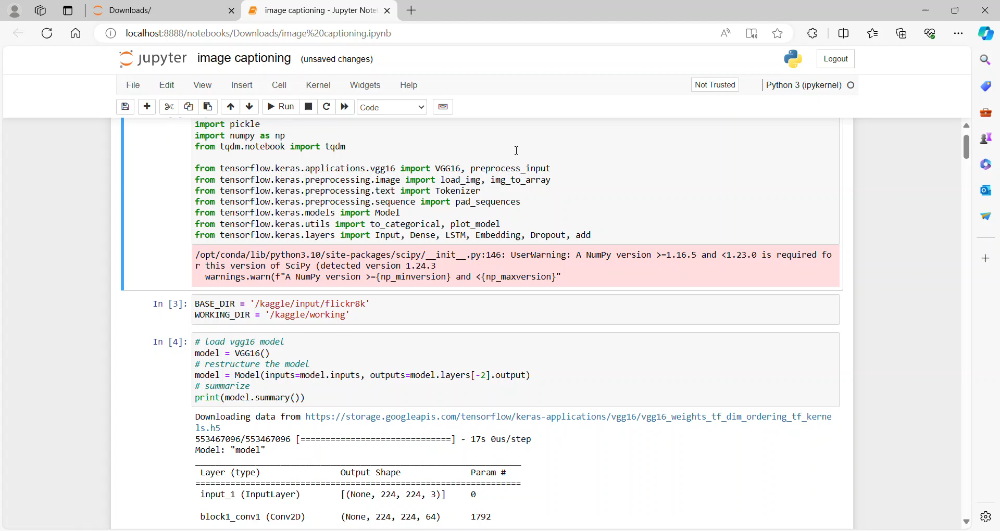 Downloads/
image captioning - Jupyter Note
localhost:8888/notebooks/Downloads/image%20captioning.ipynb
jupyter image captioning (unsaved changes)
Logout
File Edit View Insert Cell Kernel Widgets Help
Not Trusted
Python 3 (ipykernel)
Run
Code
import pickle
import numpy as np
from tqdm.notebook import tqdm
from tensorflow.keras.applications.vgg16 import VGG16, preprocess_input
from tensorflow.keras.preprocessing.image import load_img, img_to_array
from tensorflow.keras.preprocessing.text import Tokenizer
from tensorflow.keras.preprocessing.sequence import pad_sequences
from tensorflow.keras.models import Model
from tensorflow.keras.utils import to_categorical, plot_model
from tensorflow.keras.layers import Input, Dense, LSTM, Embedding, Dropout, add
/opt/conda/lib/python3.10/site-packages/scipy/__init__.py:146: UserWarning: A NumPy version >=1.16.5 and <1.23.0 is required fo
r this version of SciPy (detected version 1.24.3
  warnings.warn(f"A NumPy version >={np_minversion} and <{np_maxversion}"
In [3]: BASE_DIR = '/kaggle/input/flickr8k'
WORKING_DIR = '/kaggle/working'
In [4]: # load vgg16 model
model = VGG16()
# restructure the model
model = Model(inputs=model.inputs, outputs=model.layers[-2].output)
# summarize
print(model.summary())
Downloading data from https://storage.googleapis.com/tensorflow/keras-applications/vgg16/vgg16_weights_tf_dim_ordering_tf_kerne
ls.h5
553467096/553467096 [==============================] - 17s 0us/step
Model: "model"
Layer (type) Output Shape Param #
=================================================================
input_1 (InputLayer) [(None, 224, 224, 3)] 0
block1_conv1 (Conv2D) (None, 224, 224, 64) 1792